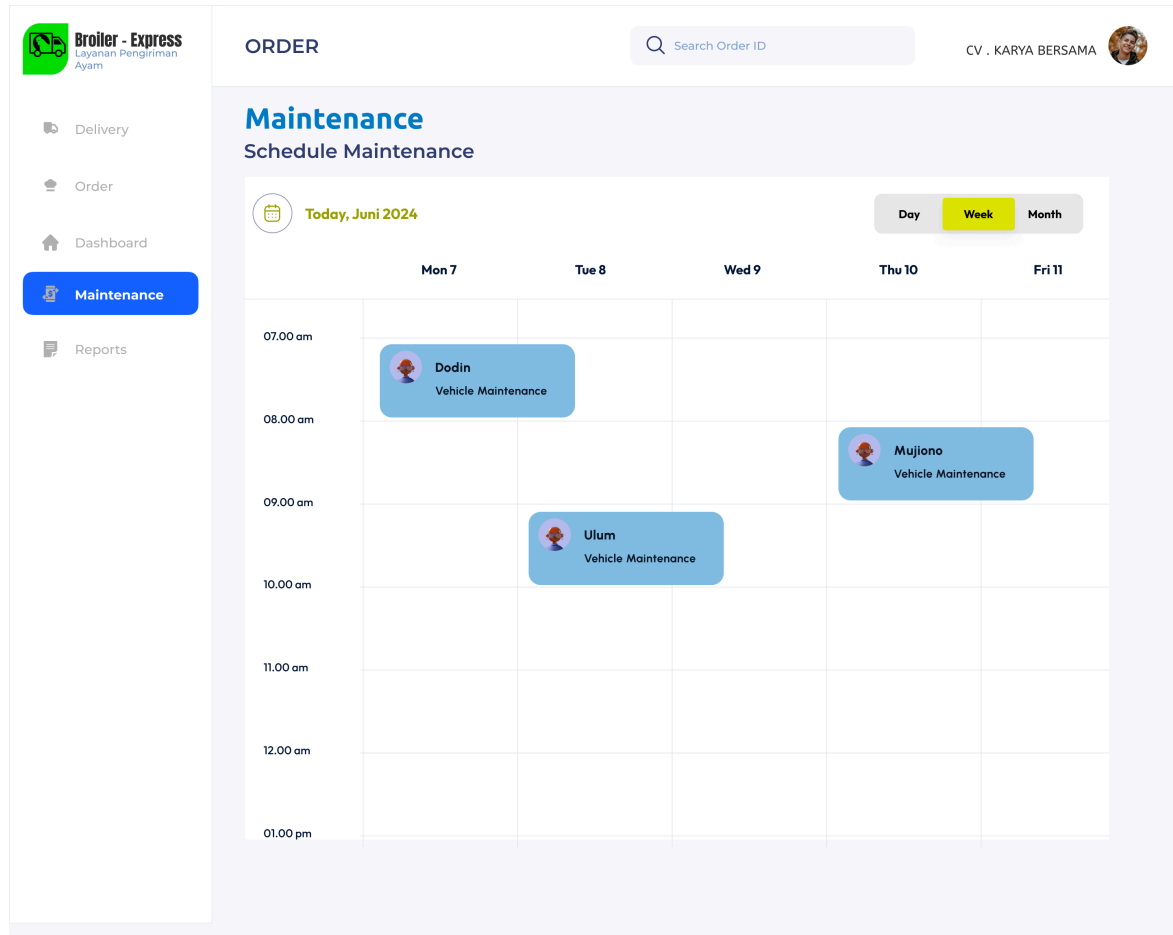 Broiler - Express
Layanan Pengiriman
Ayam
Delivery
Order
Dashboard
Maintenance
Reports
ORDER
Search Order ID
CV . KARYA BERSAMA
Maintenance
Schedule Maintenance
Today, Juni 2024
Day Week Month
Mon 7 Tue 8 Wed 9 Thu 10 Fri 11
07.00 am
Dodin
Vehicle Maintenance
08.00 am
Mujiono
Vehicle Maintenance
09.00 am
Ulum
Vehicle Maintenance
10.00 am
11.00 am
12.00 am
01.00 pm